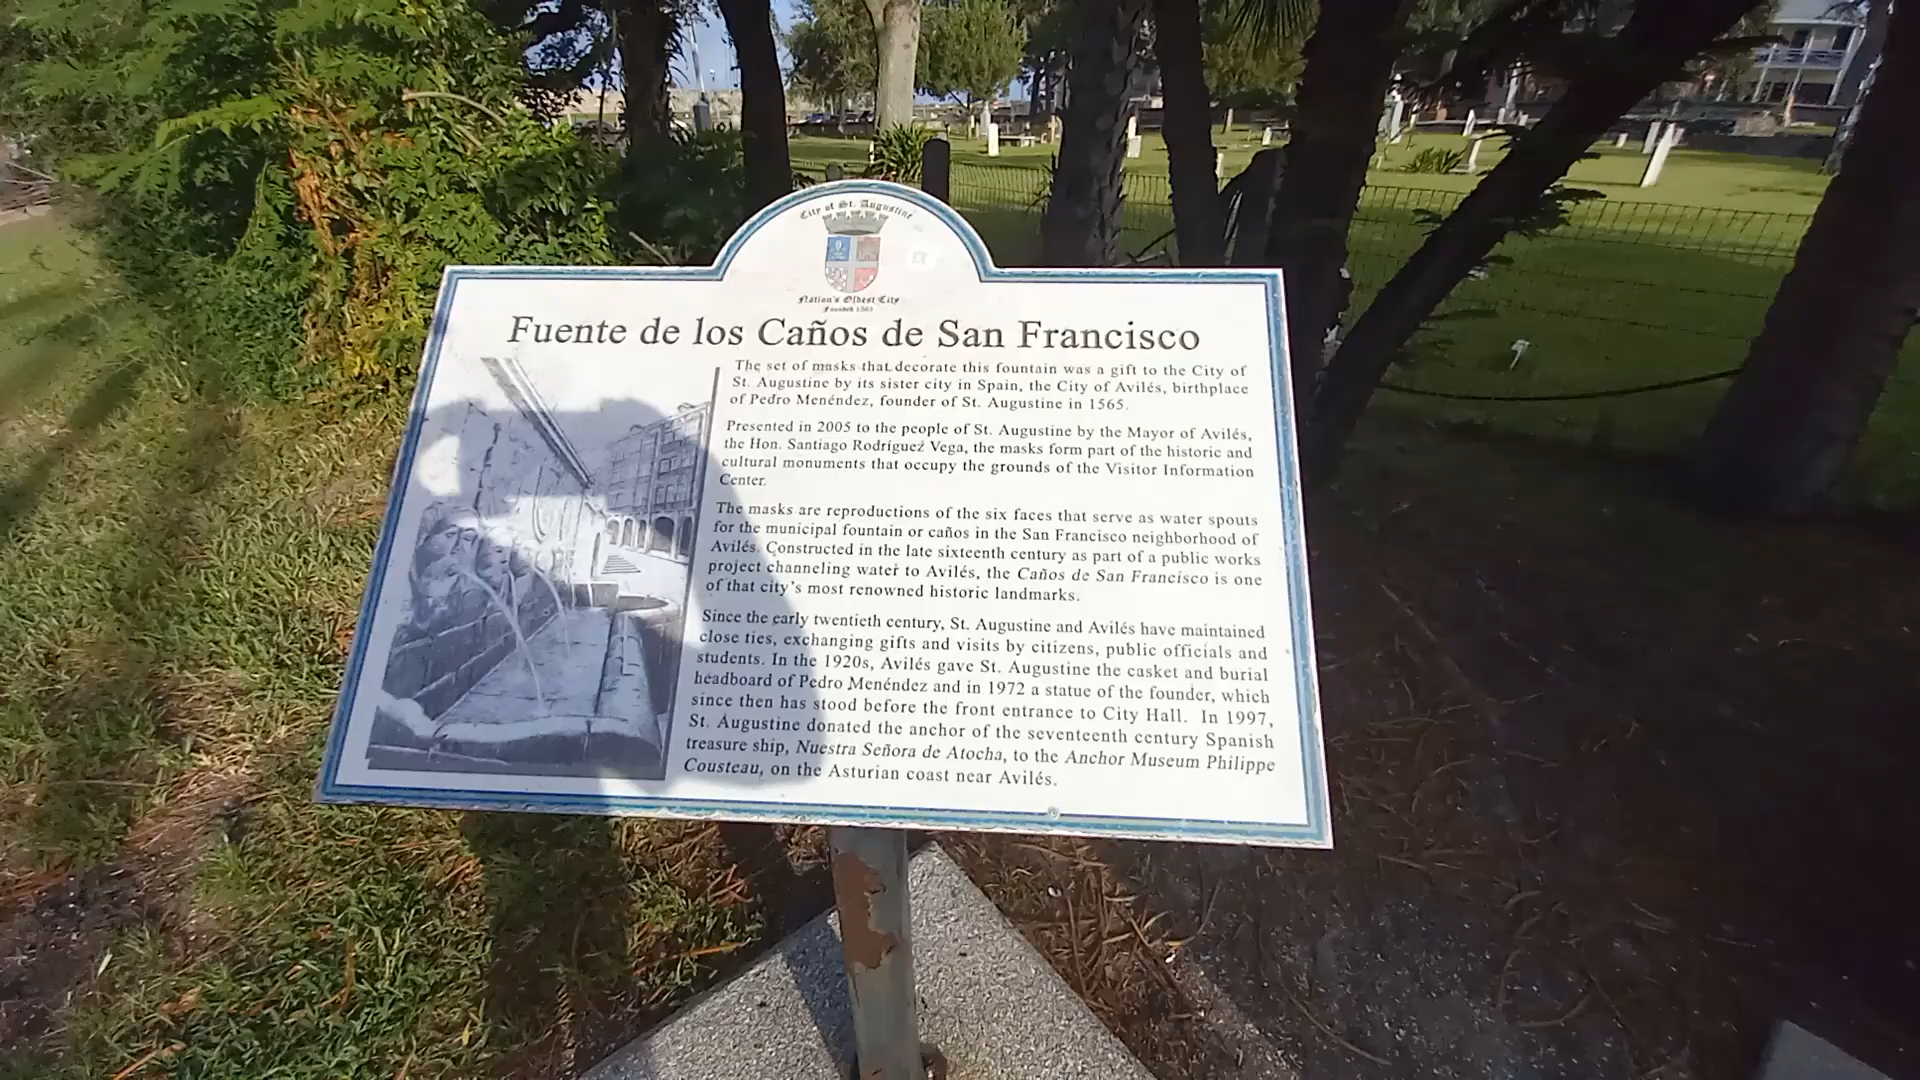 City of St. Augustine
Nation's Oldest City
Founded 1565
Fuente de los Caños de San Francisco
The set of masks that decorate this fountain was a gift to the City of
St. Augustine by its sister city in Spain, the City of Avilés, birthplace
of Pedro Menéndez, founder of St. Augustine in 1565.
Presented in 2005 to the people of St. Augustine by the Mayor of Avilés,
the Hon. Santiago Rodríguez Vega, the masks form part of the historic and
cultural monuments that occupy the grounds of the Visitor Information
Center.
The masks are reproductions of the six faces that serve as water spouts
for the municipal fountain or caños in the San Francisco neighborhood of
Avilés. Constructed in the late sixteenth century as part of a public works
project channeling water to Avilés, the Caños de San Francisco is one
of that city's most renowned historic landmarks.
Since the early twentieth century, St. Augustine and Avilés have maintained
close ties, exchanging gifts and visits by citizens, public officials and
students. In the 1920s, Avilés gave St. Augustine the casket and burial
headboard of Pedro Menéndez and in 1972 a statue of the founder, which
since then has stood before the front entrance to City Hall. In 1997,
St. Augustine donated the anchor of the seventeenth century Spanish
treasure ship, Nuestra Señora de Atocha, to the Anchor Museum Philippe
Cousteau, on the Asturian coast near Avilés.